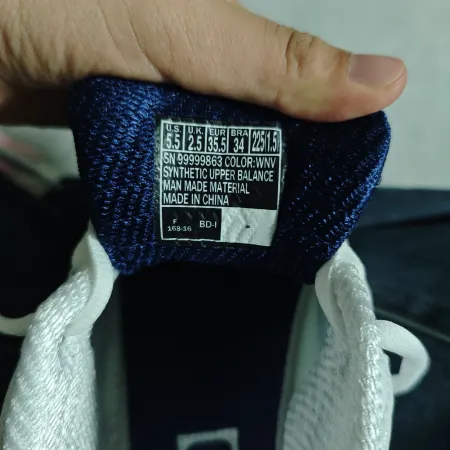 U.S. U.K. EUR BRA 225(1.5)
5.5 2.5 35.5 34
SN 99999863 COLOR:WNV
SYNTHETIC UPPER BALANCE
MAN MADE MATERIAL
MADE IN CHINA
F BD-I -
168-16